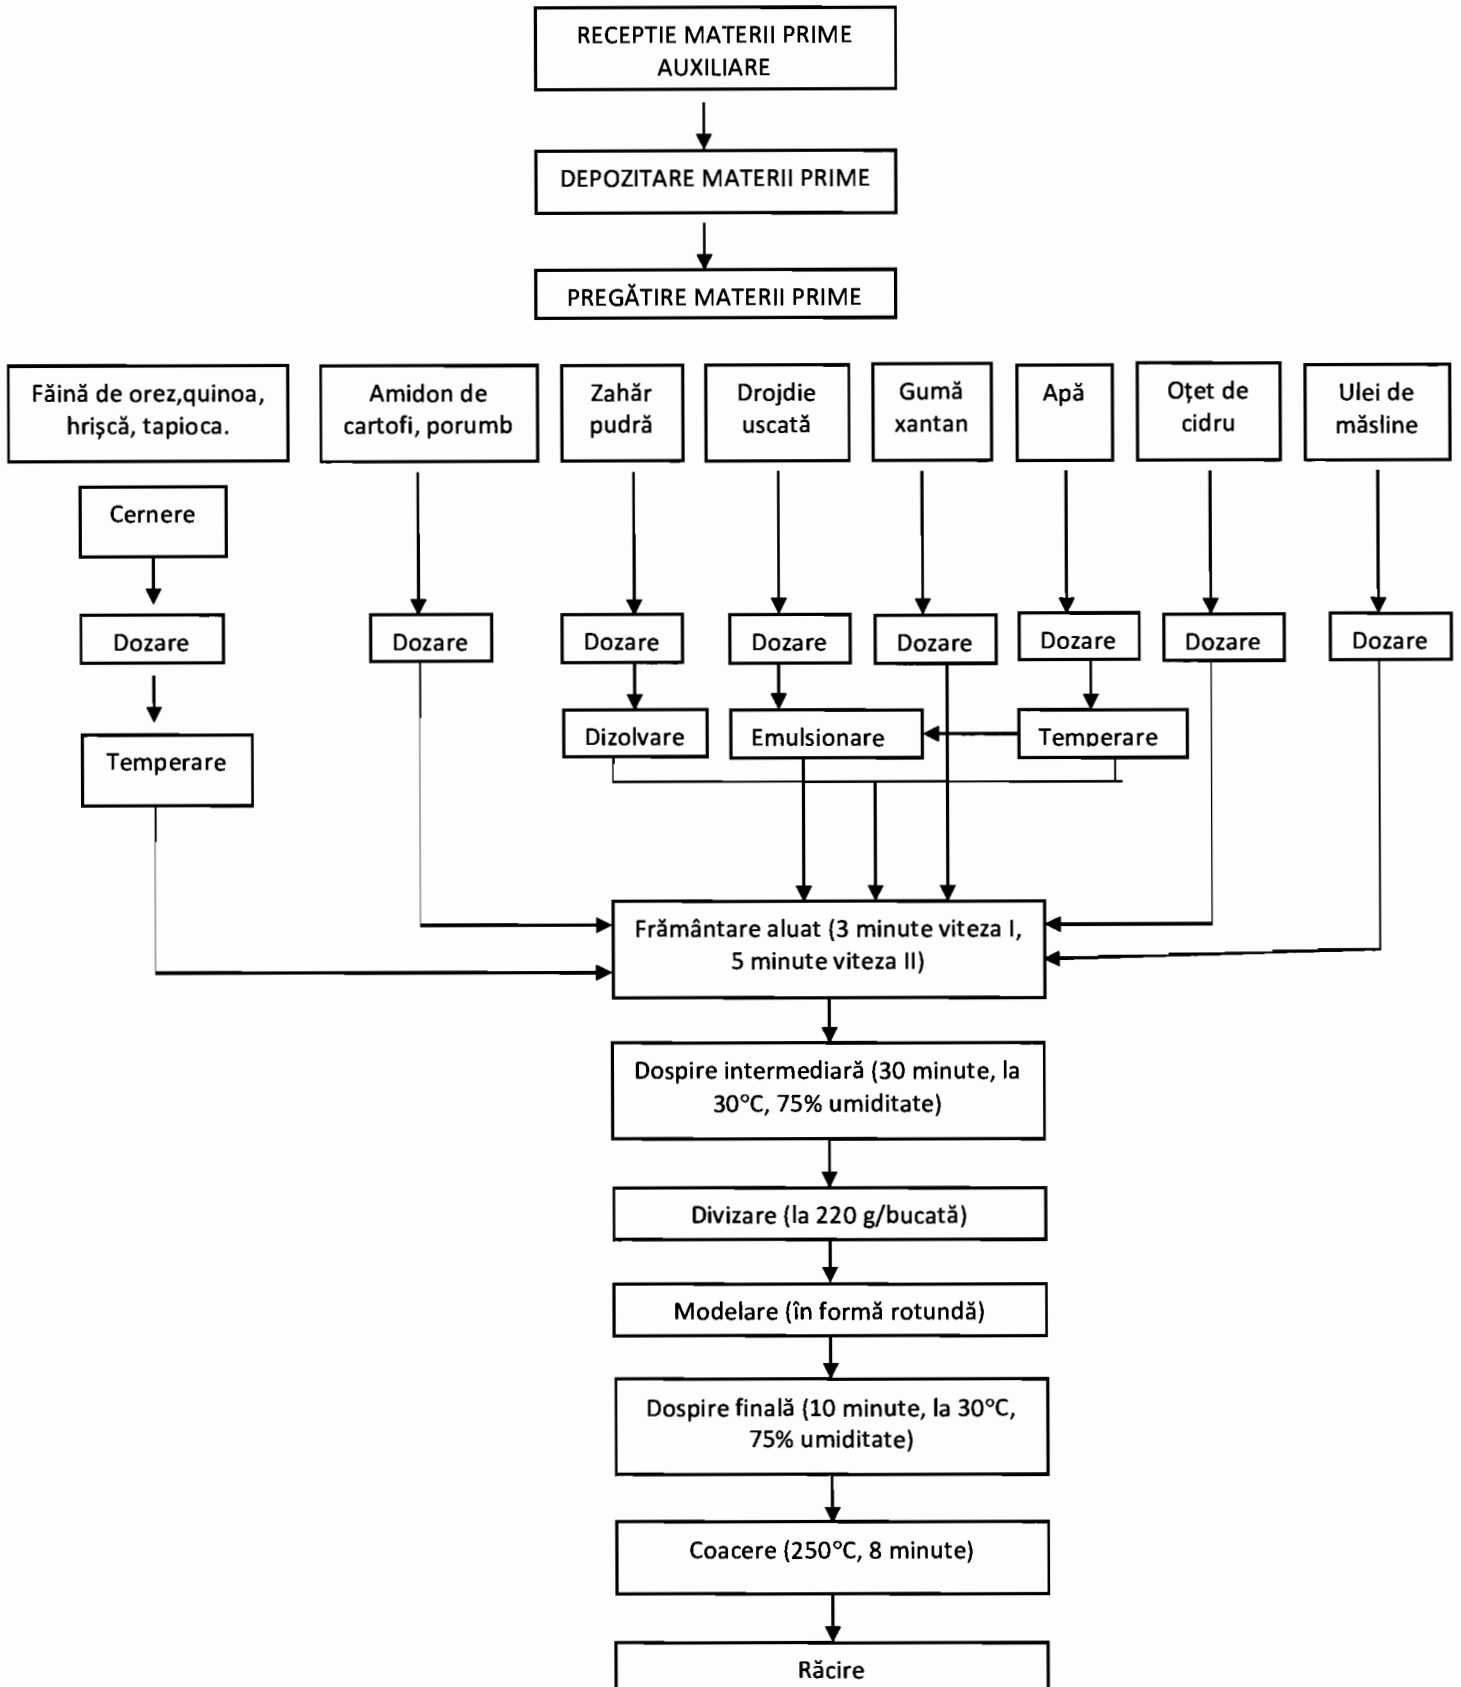 RECEPTIE MATERII PRIME
AUXILIARE
DEPOZITARE MATERII PRIME
PREGĂTIRE MATERII PRIME
Făină de orez,quinoa,
hrișcă, tapioca.
Amidon de
cartofi, porumb
Zahăr
pudră
Drojdie
uscată
Gumă
xantan
Apă
Oțet de
cidru
Ulei de
măsline
Cernere
Dozare
Dozare
Dozare
Dozare
Dozare
Dozare
Dozare
Dozare
Temperare
Dizolvare
Emulsionare
Temperare
Frământare aluat (3 minute viteza I,
5 minute viteza II)
Dospire intermediară (30 minute, la
30°C, 75% umiditate)
Divizare (la 220 g/bucată)
Modelare (în formă rotundă)
Dospire finală (10 minute, la 30°C,
75% umiditate)
Coacere (250°C, 8 minute)
Răcire